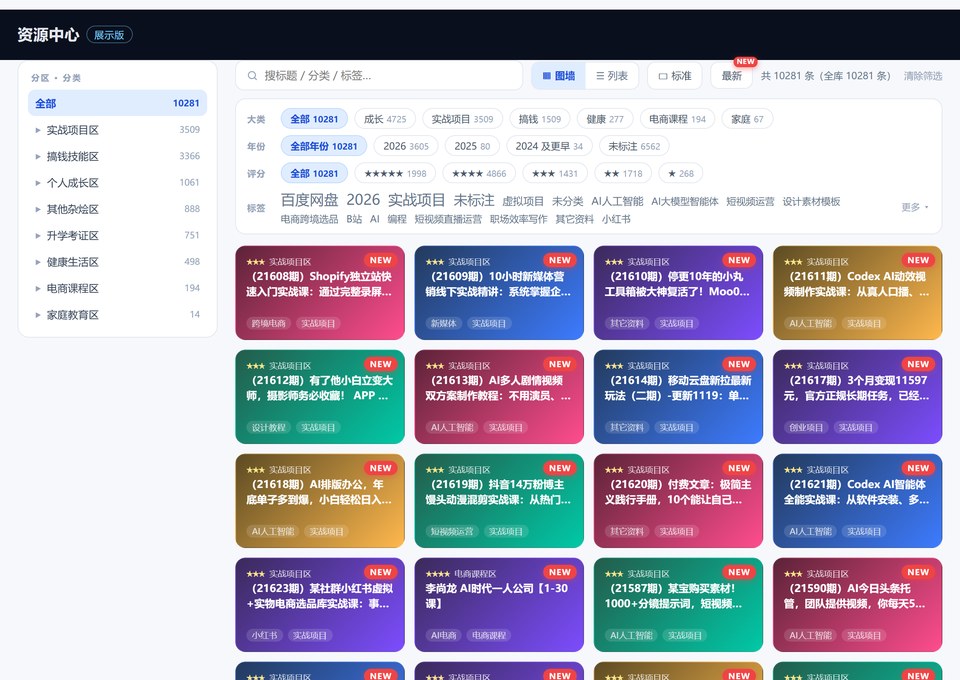 资源中心 展示版
分区 · 分类
全部 10281
实战项目区 3509
搞钱技能区 3366
个人成长区 1061
其他杂烩区 888
升学考证区 751
健康生活区 498
电商课程区 194
家庭教育区 14
搜标题 / 分类 / 标签...
图墙 列表 标准 最新 NEW 共 10281 条（全库 10281 条） 清除筛选
大类 全部 10281 成长 4725 实战项目 3509 搞钱 1509 健康 277 电商课程 194 家庭 67
年份 全部年份 10281 2026 3605 2025 80 2024 及更早 34 未标注 6562
评分 全部 10281 ★★★★★ 1998 ★★★★ 4866 ★★★ 1431 ★★ 1718 ★ 268
标签 百度网盘 2026 实战项目 未标注 虚拟项目 未分类 AI人工智能 AI大模型智能体 短视频运营 设计素材模板
电商跨境选品 B站 AI 编程 短视频直播运营 职场效率写作 其它资料 小红书
更多
★★★ 实战项目区 NEW
（21608期）Shopify独立站快
速入门实战课：通过完整录屏...
跨境电商 实战项目
★★★ 实战项目区 NEW
（21609期）10小时新媒体营
销线下实战精讲：系统掌握企...
新媒体 实战项目
★★★ 实战项目区 NEW
（21610期）停更10年的小丸
工具箱被大神复活了！Moo0...
其它资料 实战项目
★★★ 实战项目区 NEW
（21611期）Codex AI动效视
频制作实战课：从真人口播、...
AI人工智能 实战项目
★★★ 实战项目区 NEW
（21612期）有了他小白立变大
师，摄影师务必收藏！ APP ...
设计教程 实战项目
★★★ 实战项目区 NEW
（21613期）AI多人剧情视频
双方案制作教程：不用演员、...
AI人工智能 实战项目
★★★ 实战项目区 NEW
（21614期）移动云盘新拉最新
玩法（二期）-更新1119：单...
其它资料 实战项目
★★★ 实战项目区 NEW
（21617期）3个月变现11597
元，官方正规长期任务，已经...
创业项目 实战项目
★★★ 实战项目区 NEW
（21618期）AI排版办公，年
底单子多到爆，小白轻松日入...
AI人工智能 实战项目
★★★ 实战项目区 NEW
（21619期）抖音14万粉博主
馒头动漫混剪实战课：从热门...
短视频运营 实战项目
★★★ 实战项目区 NEW
（21620期）付费文章：极简主
义践行手册，10个能让自己...
其它资料 实战项目
★★★ 实战项目区 NEW
（21621期）Codex AI智能体
全能实战课：从软件安装、多...
AI人工智能 实战项目
★★★ 实战项目区 NEW
（21623期）某社群小红书虚拟
+实物电商选品库实战课：事...
小红书 实战项目
★★★★ 电商课程区 NEW
李尚龙 AI时代一人公司【1-30
课】
AI电商 电商课程
★★★ 实战项目区 NEW
（21587期）某宝购买素材！
1000+分镜提示词，短视频...
AI人工智能 实战项目
★★★ 实战项目区 NEW
（21590期）AI今日头条托
管，团队提供视频，你每天5...
AI人工智能 实战项目
★★★ 实战项目区 NEW
★★★ 实战项目区 NEW
★★★ 实战项目区 NEW
★★★ 实战项目区 NEW